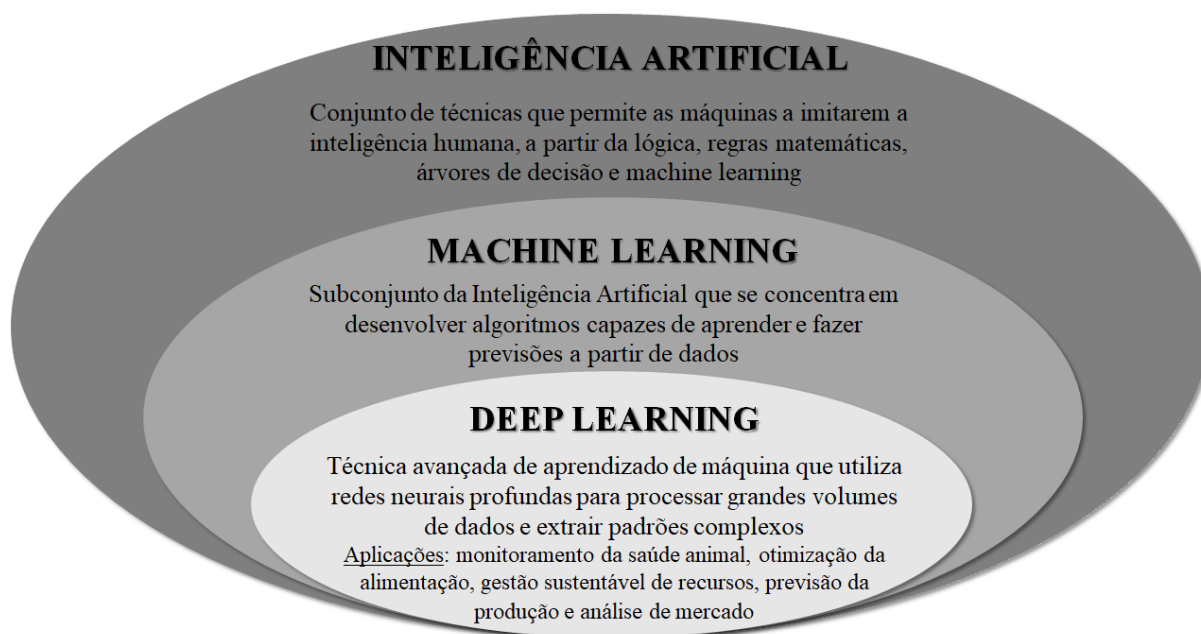 INTELIGÊNCIA ARTIFICIAL
Conjunto de técnicas que permite as máquinas a imitarem a
inteligência humana, a partir da lógica, regras matemáticas,
árvores de decisão e machine learning
MACHINE LEARNING
Subconjunto da Inteligência Artificial que se concentra em
desenvolver algoritmos capazes de aprender e fazer
previsões a partir de dados
DEEP LEARNING
Técnica avançada de aprendizado de máquina que utiliza
redes neurais profundas para processar grandes volumes
de dados e extrair padrões complexos
Aplicações: monitoramento da saúde animal, otimização da
alimentação, gestão sustentável de recursos, previsão da
produção e análise de mercado